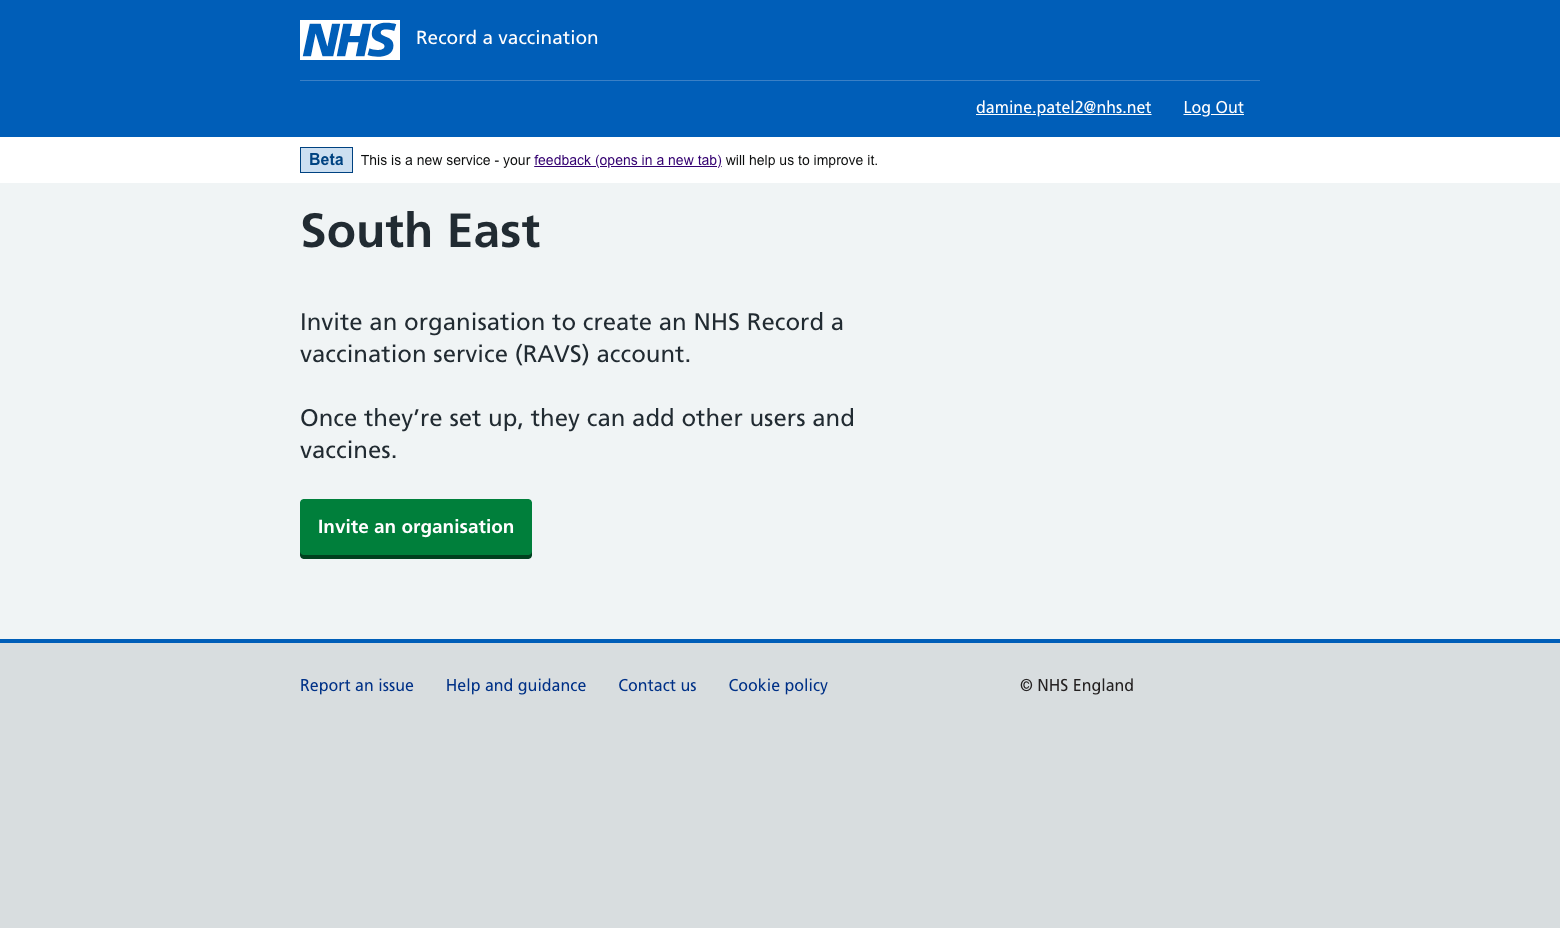 NHS Record a vaccination
damine.patel2@nhs.net Log Out
Beta This is a new service - your feedback (opens in a new tab) will help us to improve it.
South East
Invite an organisation to create an NHS Record a
vaccination service (RAVS) account.
Once they’re set up, they can add other users and
vaccines.
Invite an organisation
Report an issue Help and guidance Contact us Cookie policy © NHS England